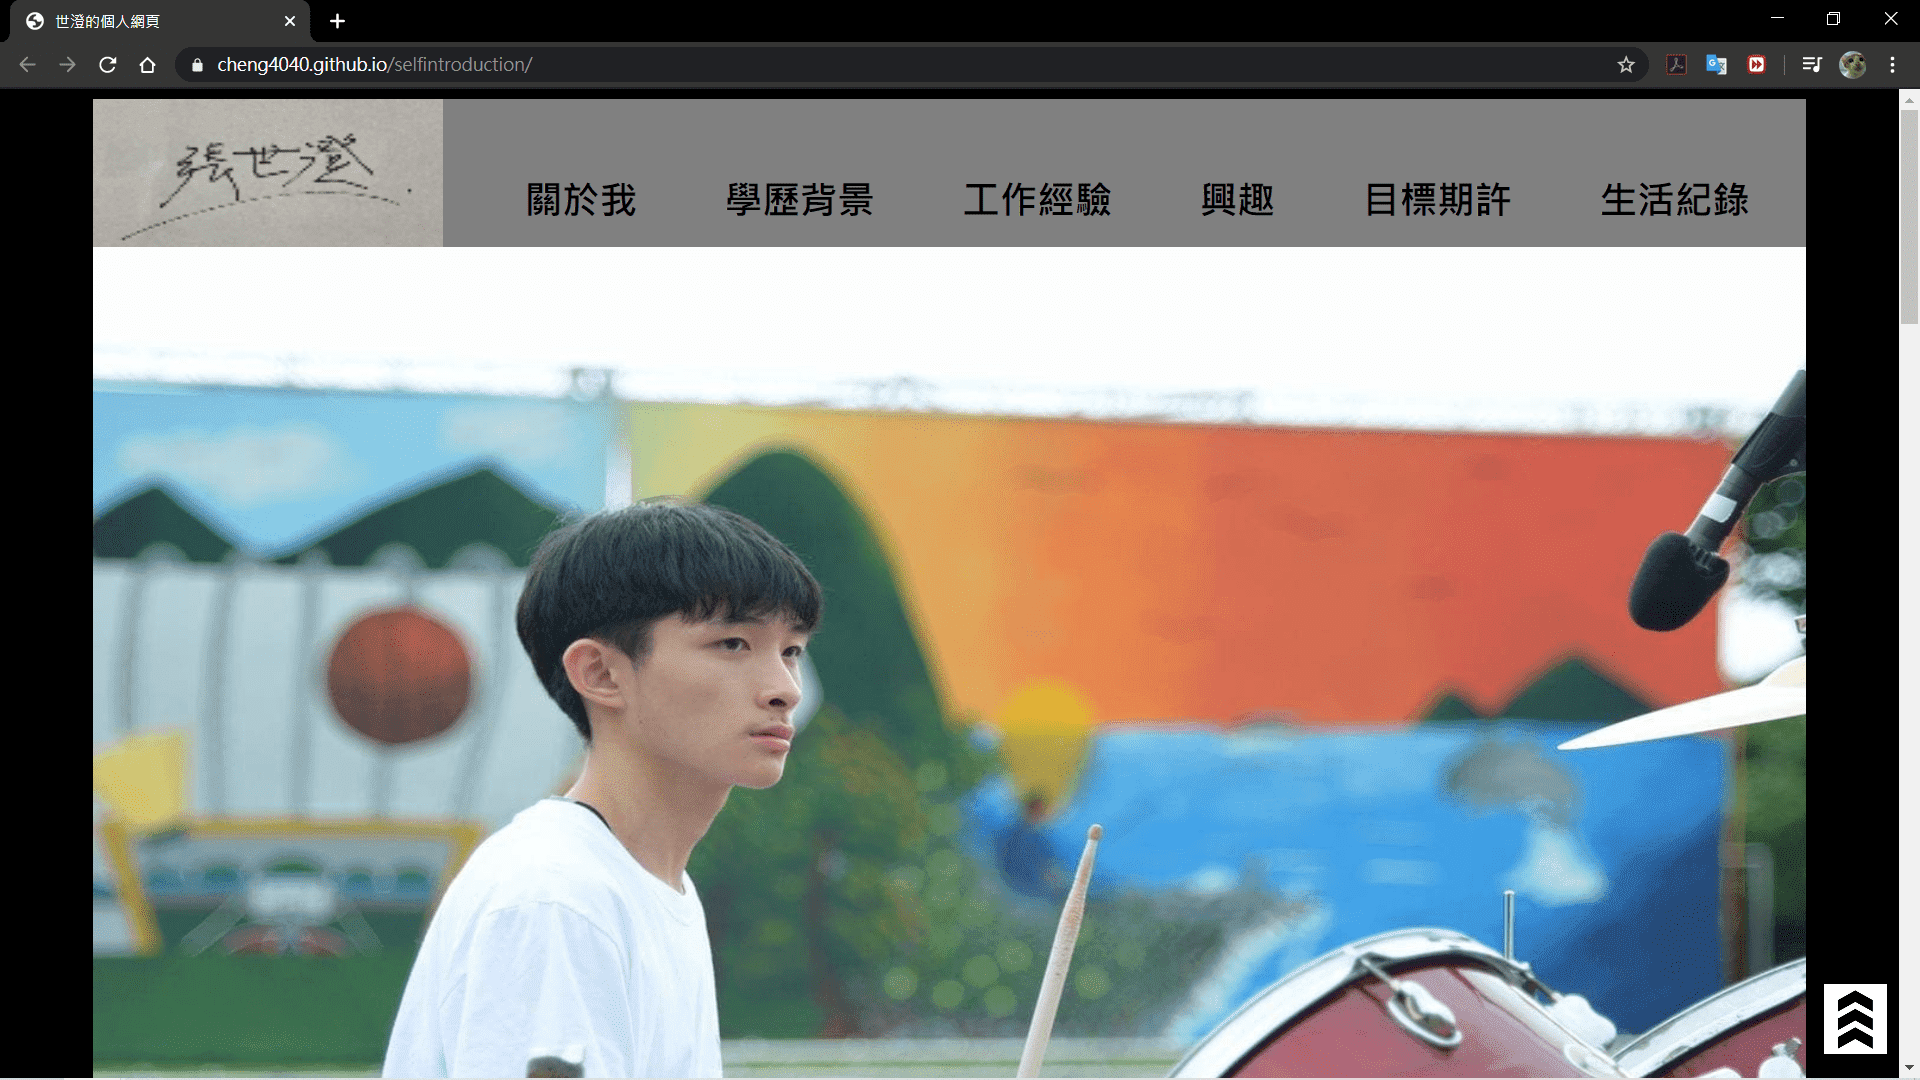 世澄的個人網頁
cheng4040.github.io/selfintroduction/
張世澄
關於我 學歷背景 工作經驗 興趣 目標期許 生活紀錄